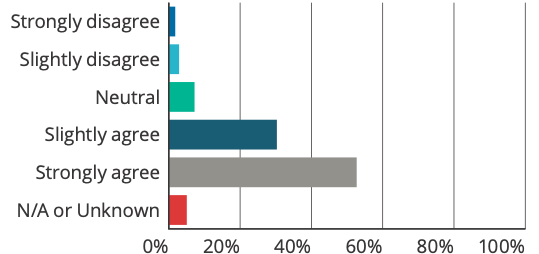 Strongly disagree
Slightly disagree
Neutral
Slightly agree
Strongly agree
N/A or Unknown
0% 20% 40% 60% 80% 100%